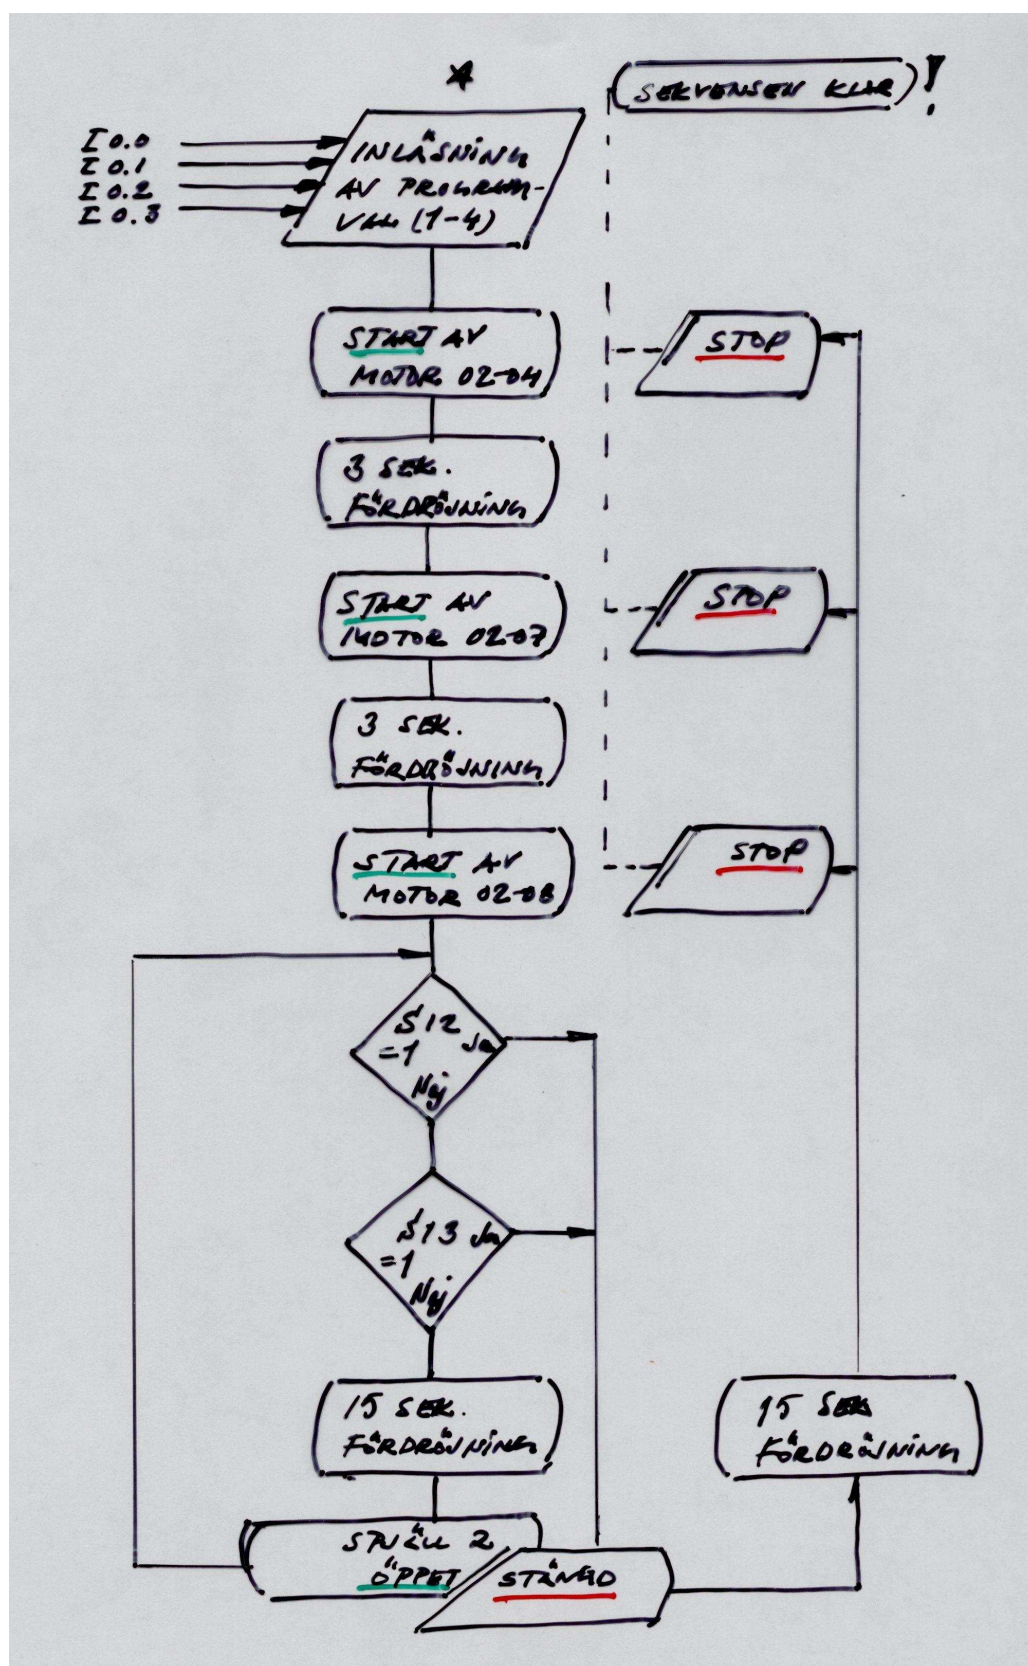 SEKVENSEN KLAR!
I 0.0
I 0.1
I 0.2
I 0.3
INLÄSNING
AV PROGRAM-
VAL (1-4)
START AV
MOTOR 02-04
STOP
3 SEK.
FÖRDRÖJNING
START AV
MOTOR 02-07
STOP
3 SEK.
FÖRDRÖJNING
START AV
MOTOR 02-08
STOP
S12
=1 Ja
Nej
S13 Ja
=1
Nej
15 SEK.
FÖRDRÖJNING
15 SEK
FÖRDRÖJNING
SPJÄLL 2
ÖPPET
STÄNGD